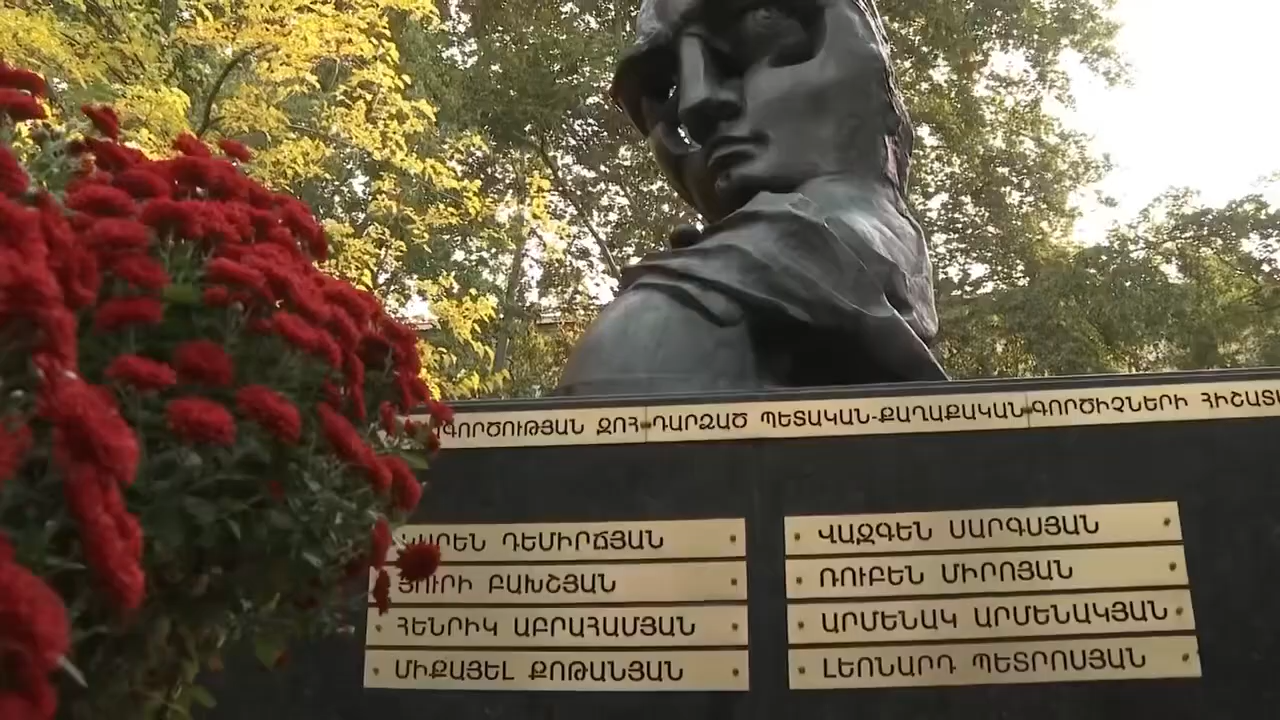 ԳՈՐԾՈՒԹՅԱՆ ԶՈՀ ԴԱՐՁԱԾ ՊԵՏԱԿԱՆ-ՔԱՂԱՔԱԿԱՆ ԳՈՐԾԻՉՆԵՐԻ
ԿԱՐԵՆ ԴԵՄԻՐՃՅԱՆ
ՅՈՒՐԻ ԲԱԽՇՅԱՆ
ՀԵՆՐԻԿ ԱԲՐԱՀԱՄՅԱՆ
ՄԻՔԱՅԵԼ ՔՈԹԱՆՅԱՆ
ՎԱԶԳԵՆ ՍԱՐԳՍՅԱՆ
ՌՈՒԲԵՆ ՄԻՐՈՅԱՆ
ԱՐՄԵՆԱԿ ԱՐՄԵՆԱԿՅԱՆ
ԼԵՈՆԱՐԴ ՊԵՏՐՈՍՅԱՆ